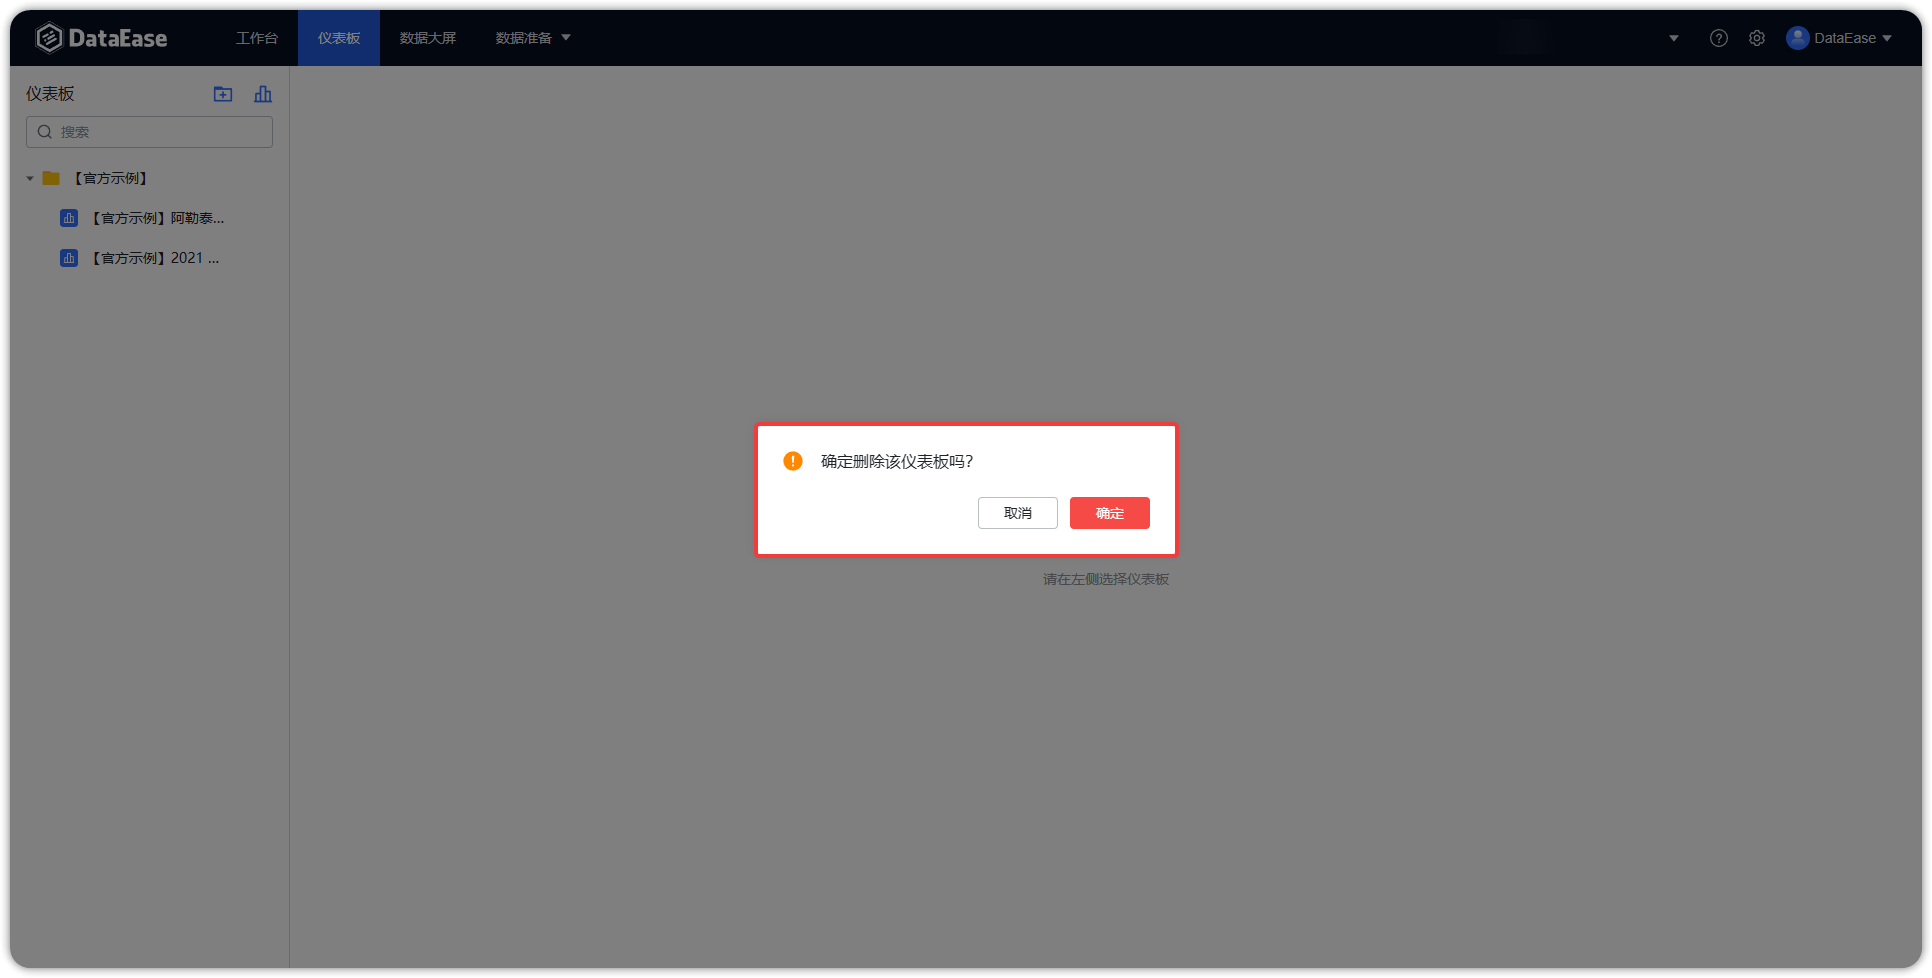 DataEase 工作台 仪表板 数据大屏 数据准备 DataEase
仪表板
搜索
【官方示例】
【官方示例】阿勒泰...
【官方示例】2021 ...
确定删除该仪表板吗?
取消 确定
请在左侧选择仪表板